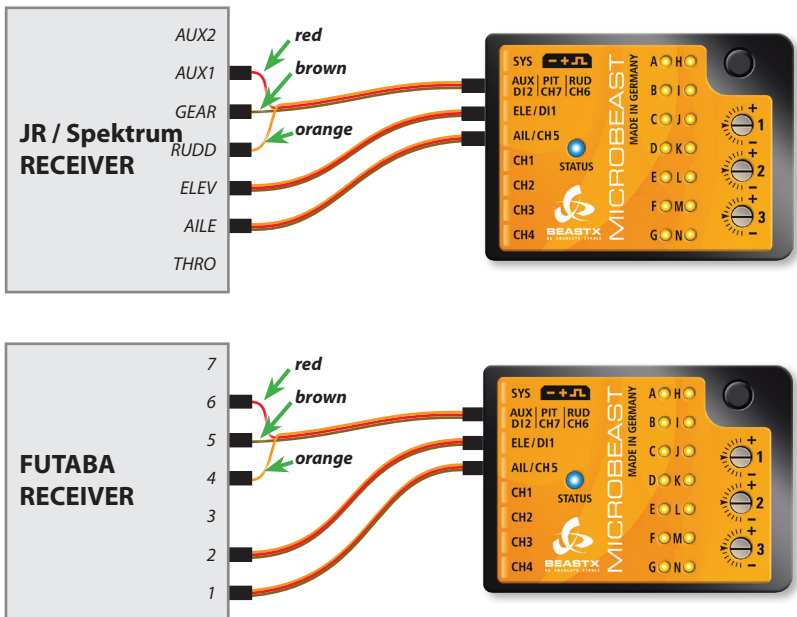 AUX2
AUX1
GEAR
RUDD
ELEV
AILE
THRO
JR / Spektrum
RECEIVER
red
brown
orange
SYS
AUX | PIT | RUD
DI2 | CH7 | CH6
ELE/DI1
AIL/CH5
CH1
CH2
CH3
CH4
STATUS
BEASTX
MICROBEAST
MADE IN GERMANY
A H
B I
C J
D K
E L
F M
G N
+ 1 -
+ 2 -
+ 3 -
7
6
5
4
3
2
1
FUTABA
RECEIVER
red
brown
orange
SYS
AUX | PIT | RUD
DI2 | CH7 | CH6
ELE/DI1
AIL/CH5
CH1
CH2
CH3
CH4
STATUS
BEASTX
MICROBEAST
MADE IN GERMANY
A H
B I
C J
D K
E L
F M
G N
+ 1 -
+ 2 -
+ 3 -